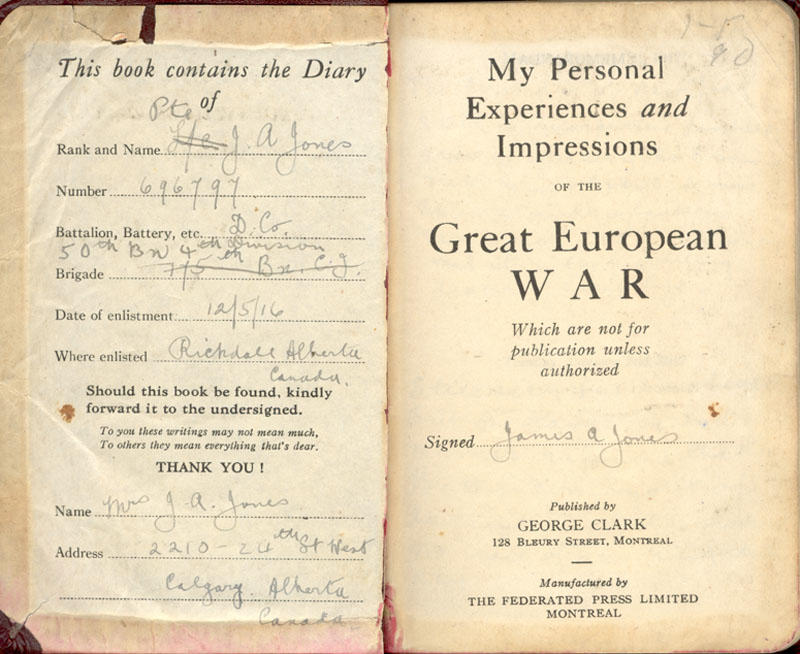 This book contains the Diary
of
Pte
Rank and Name J. A Jones
Number 696797
Battalion, Battery, etc. D. Co.
50th Bn 4th Division
Brigade 175th Bn. C.I.
Date of enlistment 12/5/16
Where enlisted Rickdall Alberta
Canada.
Should this book be found, kindly
forward it to the undersigned.
To you these writings may not mean much,
To others they mean everything that's dear.
THANK YOU !
Name Mrs J. A. Jones
Address 2210 - 24th St West
Calgary. Alberta
Canada
My Personal
Experiences and
Impressions
OF THE
Great European
WAR
Which are not for
publication unless
authorized
Signed James A Jones
Published by
GEORGE CLARK
128 BLEURY STREET, MONTREAL
Manufactured by
THE FEDERATED PRESS LIMITED
MONTREAL